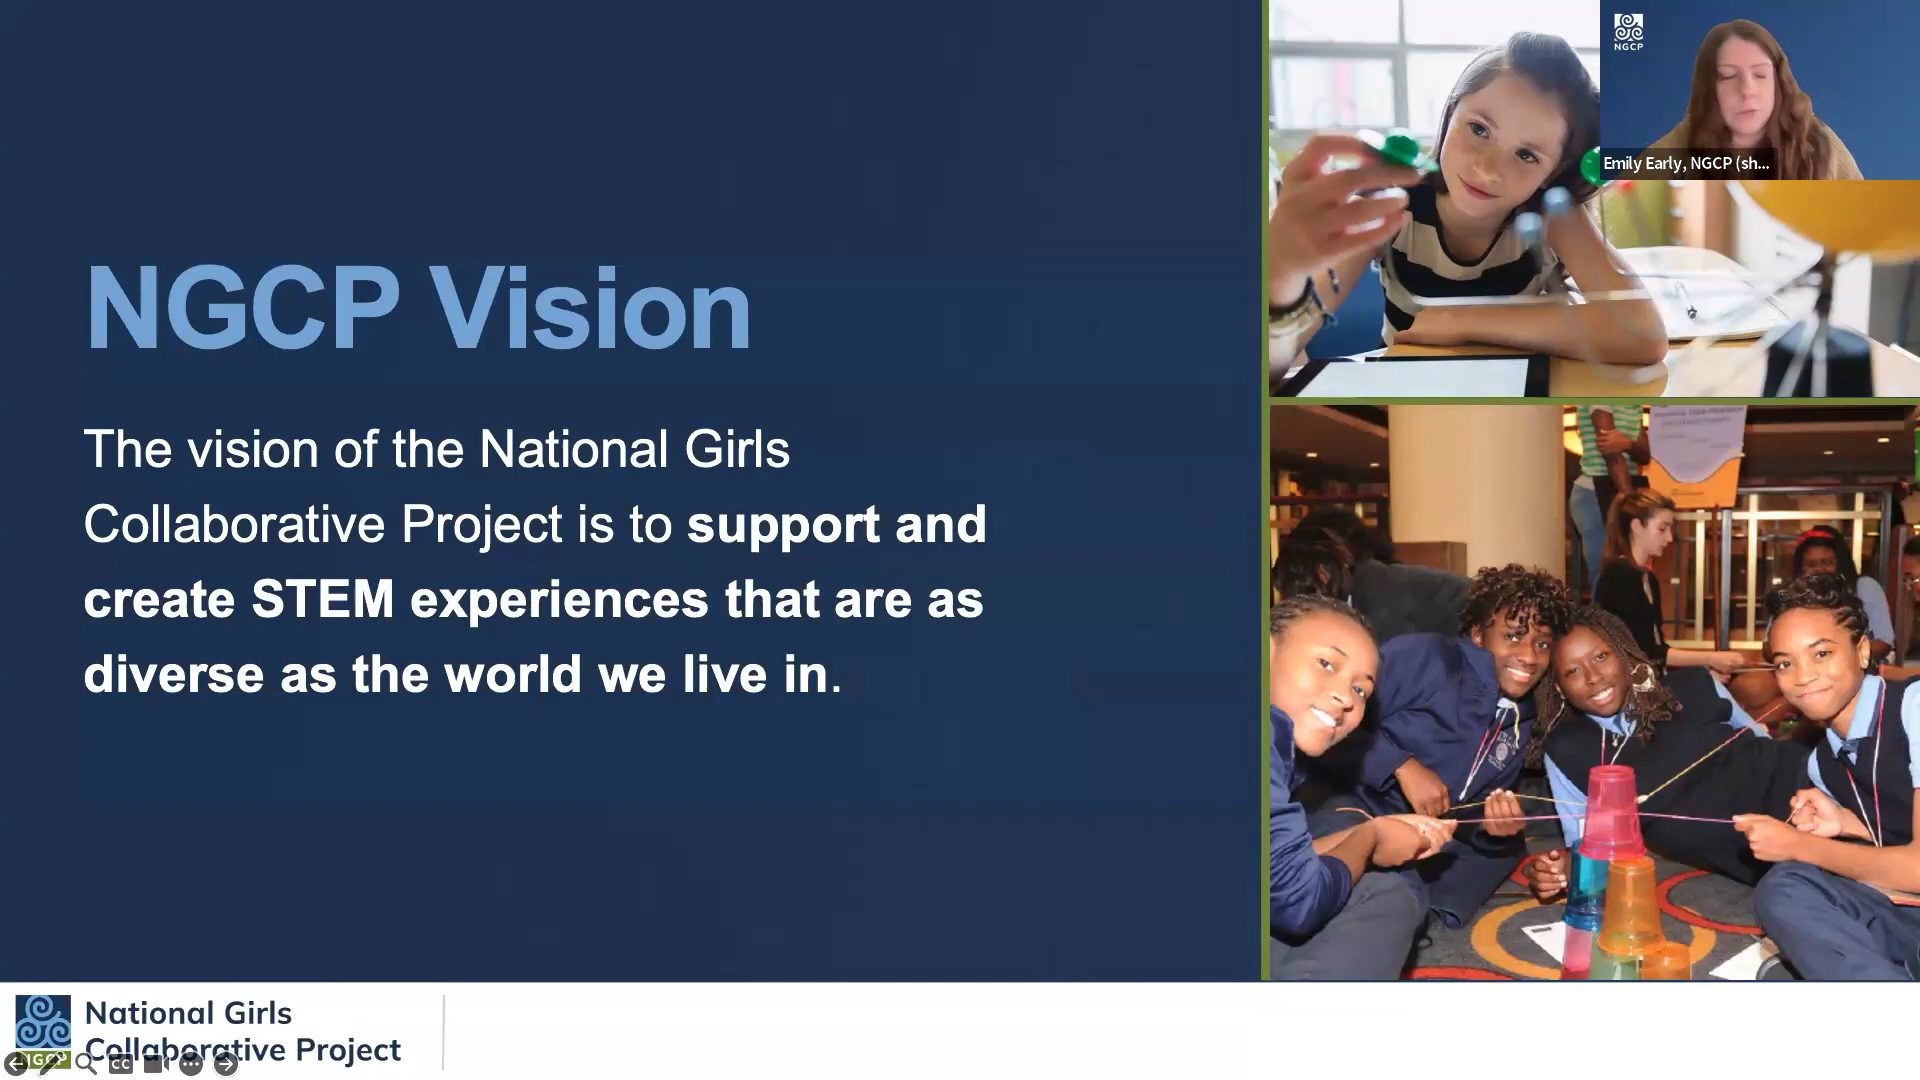 NGCP
Emily Early, NGCP (sh...
NGCP Vision
The vision of the National Girls
Collaborative Project is to support and
create STEM experiences that are as
diverse as the world we live in.
National Girls
Collaborative Project
NGCP
CC